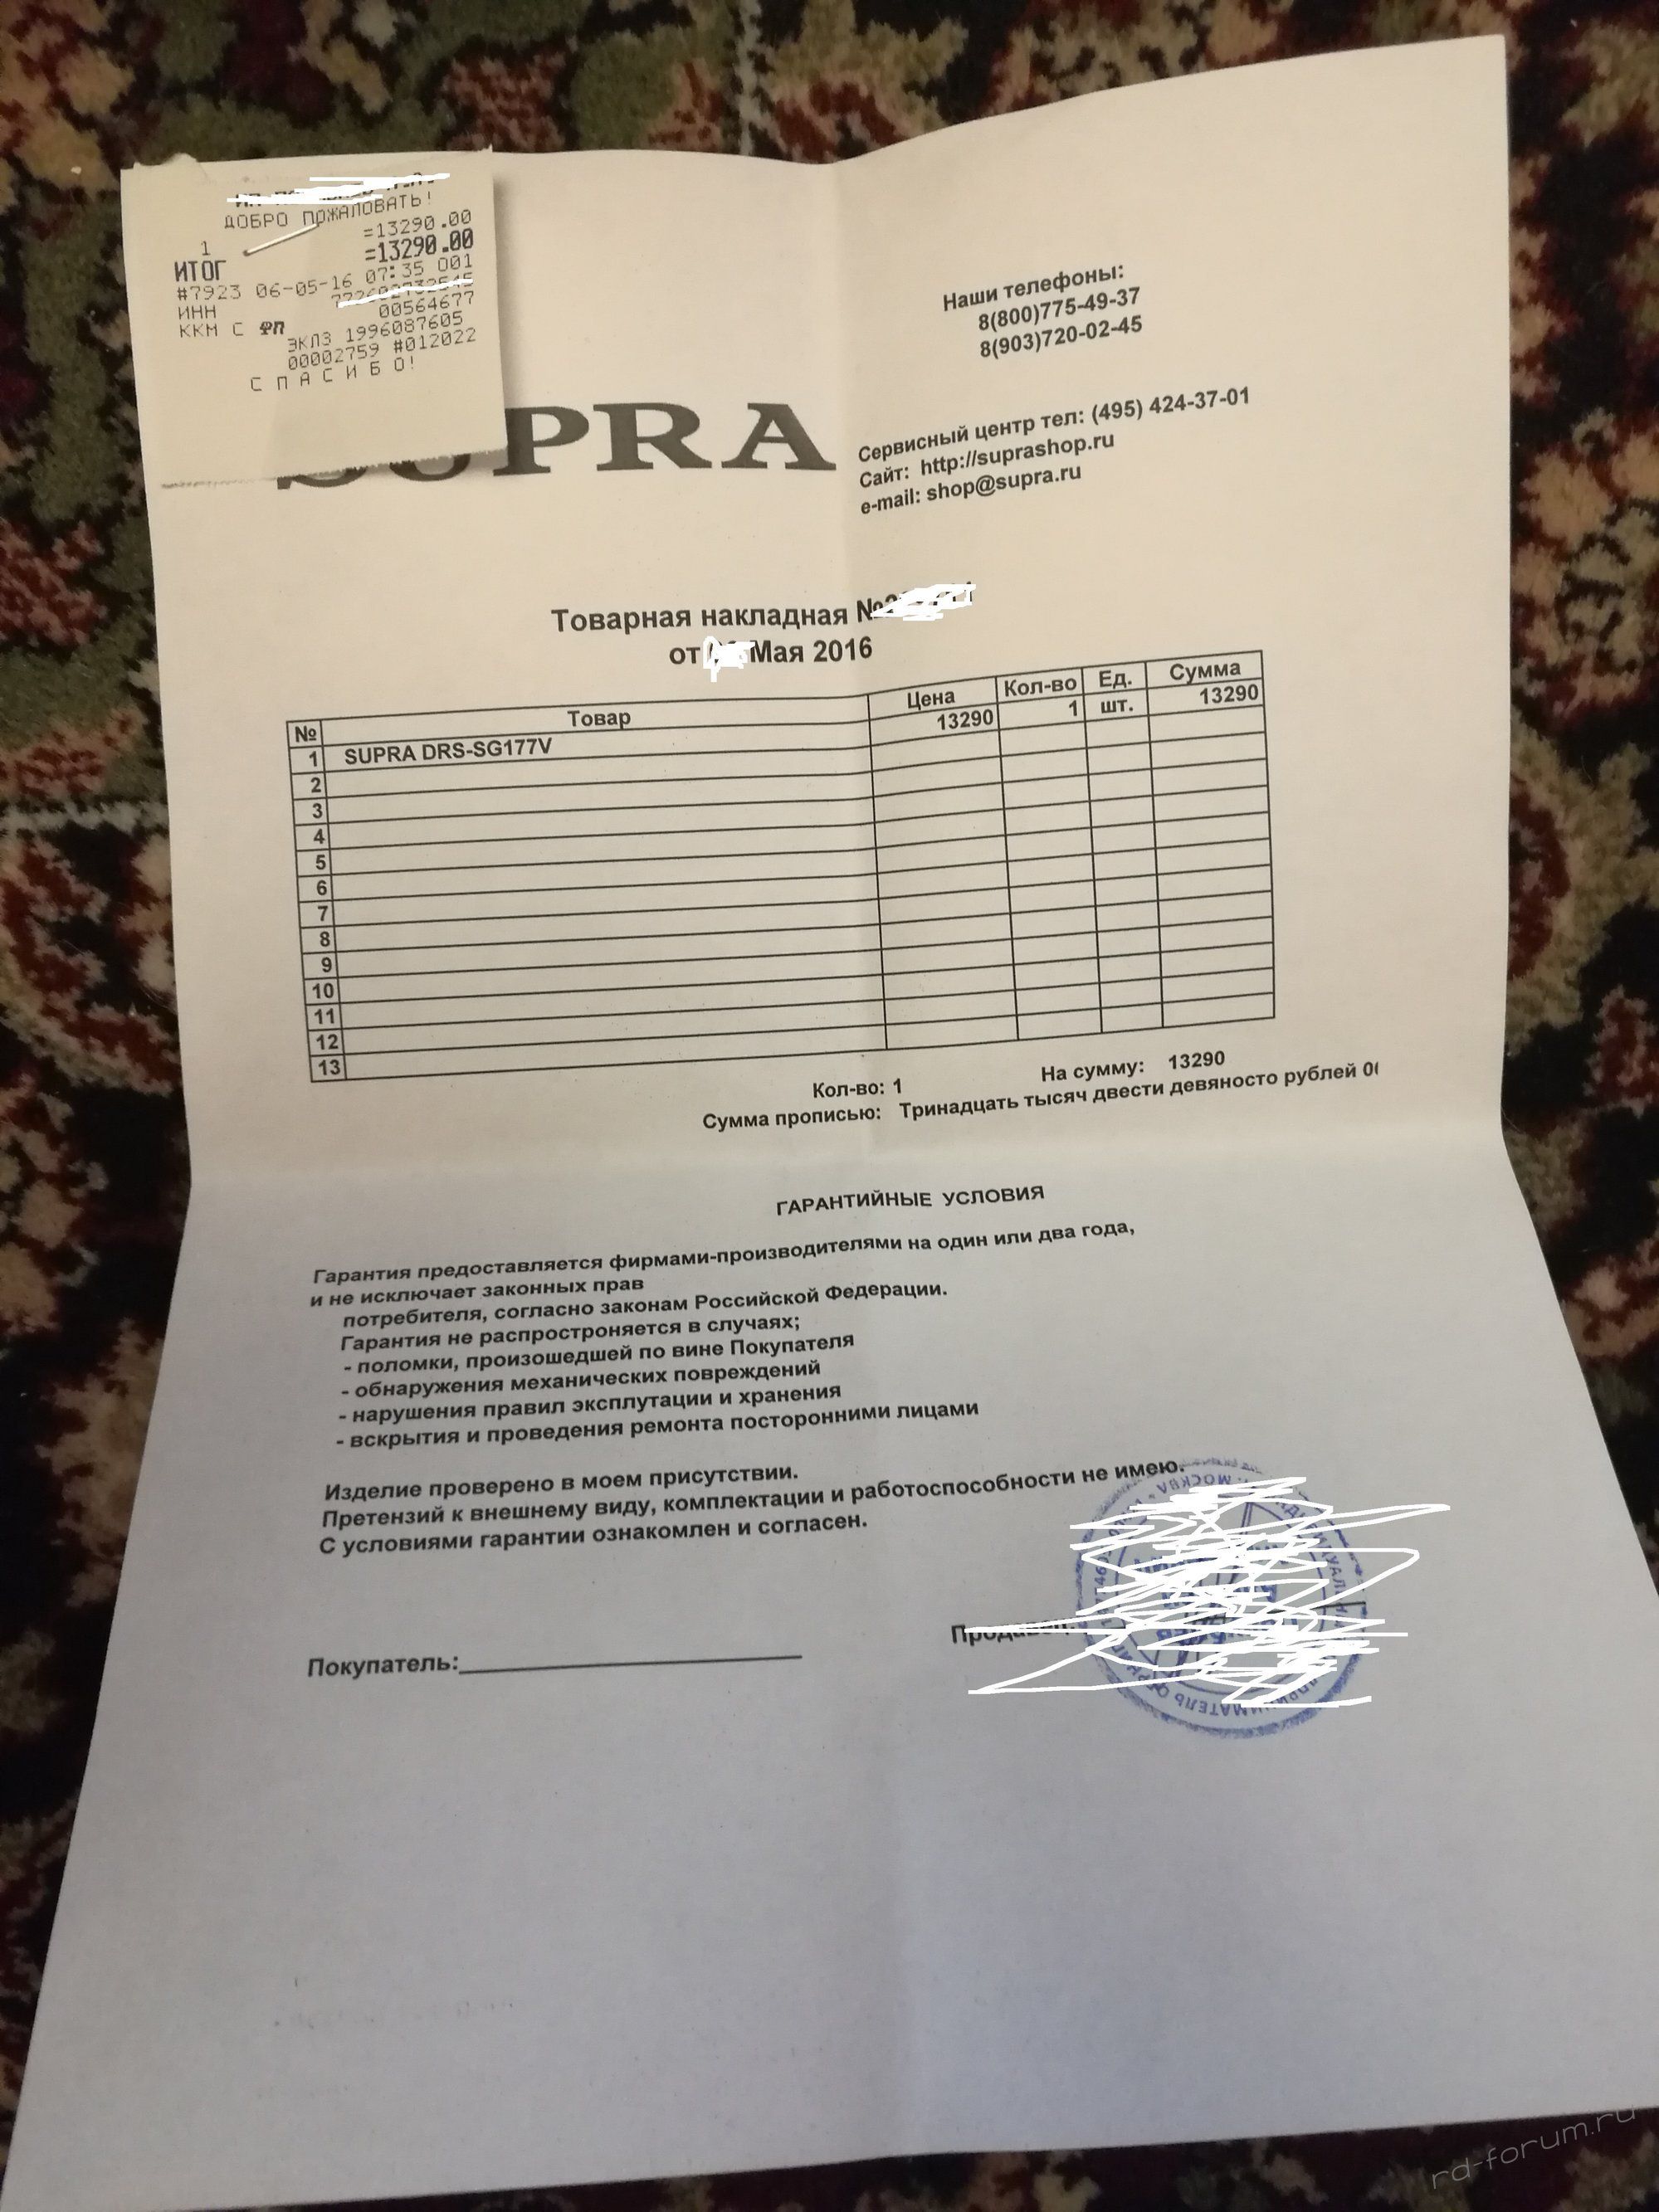 ДОБРО ПОЖАЛОВАТЬ!
1 =13290.00
ИТОГ =13290.00
#7923 06-05-16 07:35 001
ИНН
ККМ С ФП 00564677
ЭКЛЗ 1996087605
00002759 #012022
С П А С И Б О!
Наши телефоны:
8(800)775-49-37
8(903)720-02-45
SUPRA
Сервисный центр тел: (495) 424-37-01
Сайт: http://suprashop.ru
e-mail: shop@supra.ru
Товарная накладная №
от Мая 2016
№ Товар Цена Кол-во Ед. Сумма
1 SUPRA DRS-SG177V 13290 1 шт. 13290
2
3
4
5
6
7
8
9
10
11
12
13
Кол-во: 1 На сумму: 13290
Сумма прописью: Тринадцать тысяч двести девяносто рублей
ГАРАНТИЙНЫЕ УСЛОВИЯ
Гарантия предоставляется фирмами-производителями на один или два года,
и не исключает законных прав
потребителя, согласно законам Российской Федерации.
Гарантия не распростроняется в случаях;
- поломки, произошедшей по вине Покупателя
- обнаружения механических повреждений
- нарушения правил эксплутации и хранения
- вскрытия и проведения ремонта посторонними лицами
Изделие проверено в моем присутствии.
Претензий к внешнему виду, комплектации и работоспособности не имею.
С условиями гарантии ознакомлен и согласен.
Покупатель:
Продавец:
МОСКВА
rd-forum.ru